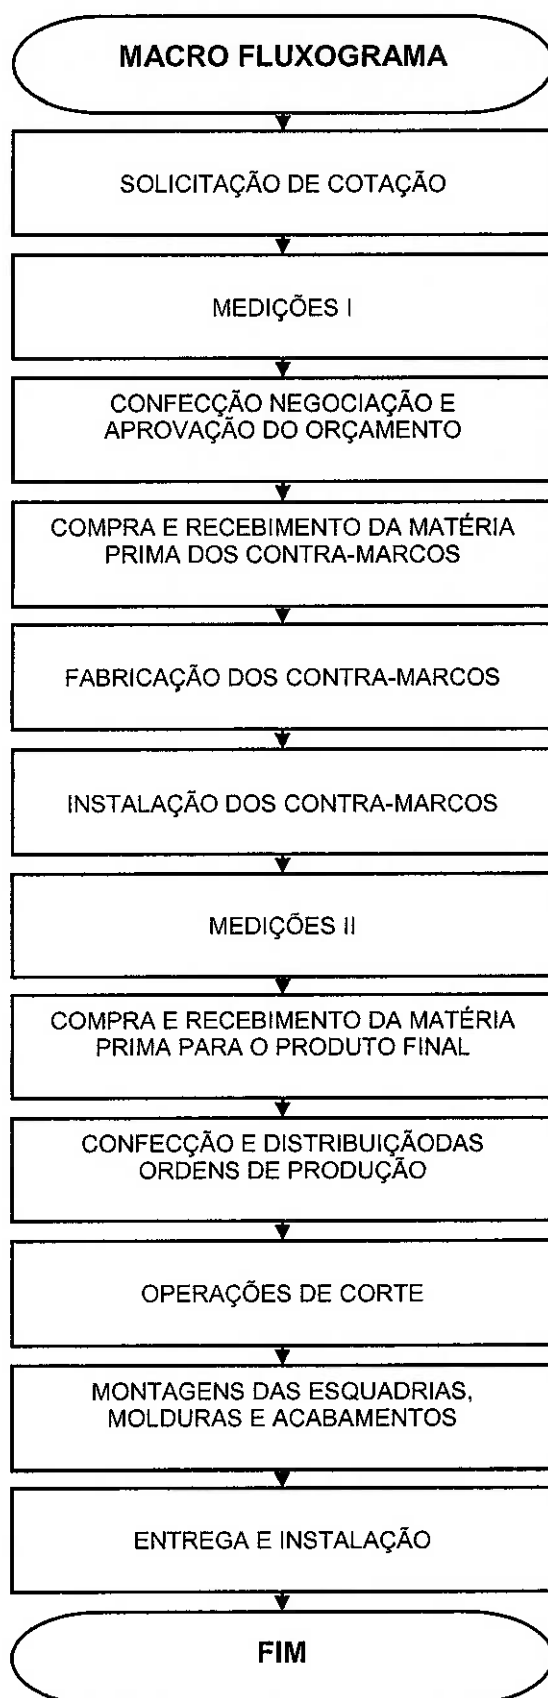 MACRO FLUXOGRAMA
SOLICITAÇÃO DE COTAÇÃO
MEDIÇÕES I
CONFECÇÃO NEGOCIAÇÃO E
APROVAÇÃO DO ORÇAMENTO
COMPRA E RECEBIMENTO DA MATÉRIA
PRIMA DOS CONTRA-MARCOS
FABRICAÇÃO DOS CONTRA-MARCOS
INSTALAÇÃO DOS CONTRA-MARCOS
MEDIÇÕES II
COMPRA E RECEBIMENTO DA MATÉRIA
PRIMA PARA O PRODUTO FINAL
CONFECÇÃO E DISTRIBUIÇÃODAS
ORDENS DE PRODUÇÃO
OPERAÇÕES DE CORTE
MONTAGENS DAS ESQUADRIAS,
MOLDURAS E ACABAMENTOS
ENTREGA E INSTALAÇÃO
FIM